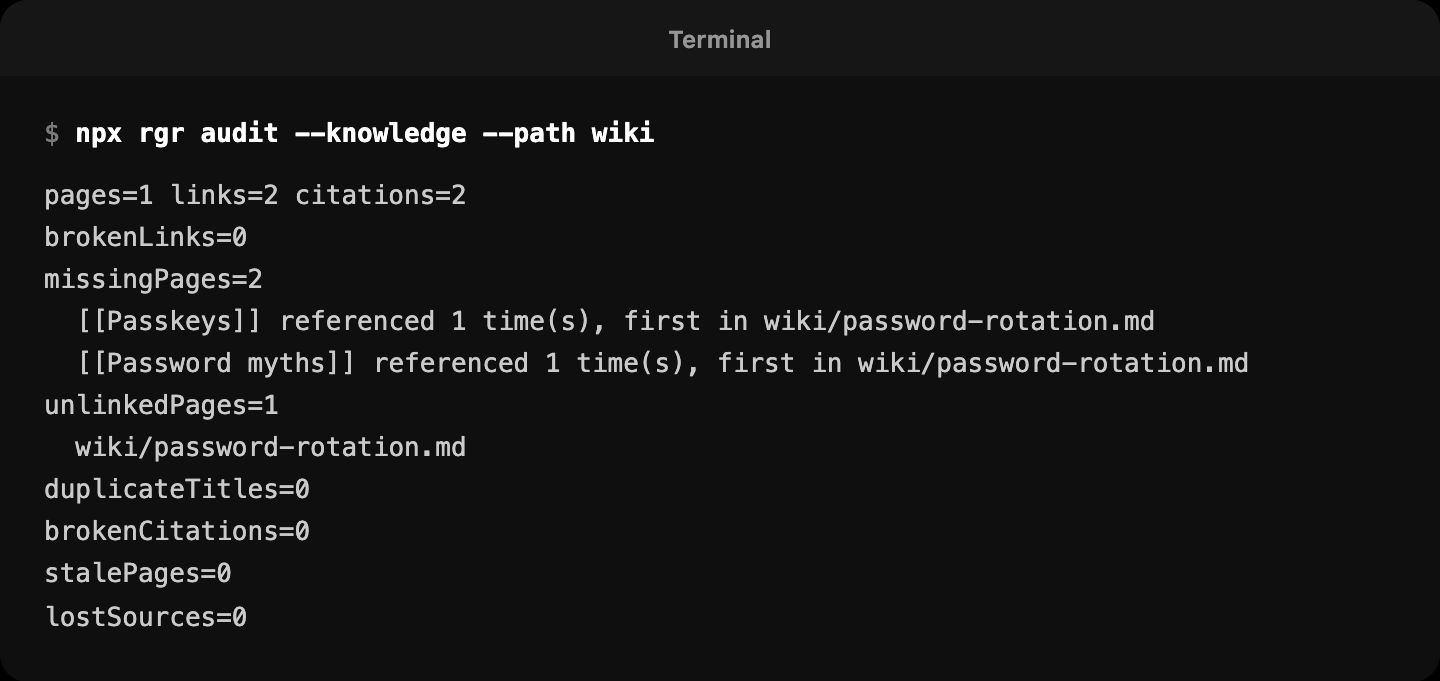 Terminal
$ npx rgr audit --knowledge --path wiki
pages=1 links=2 citations=2
brokenLinks=0
missingPages=2
[[Passkeys]] referenced 1 time(s), first in wiki/password-rotation.md
[[Password myths]] referenced 1 time(s), first in wiki/password-rotation.md
unlinkedPages=1
wiki/password-rotation.md
duplicateTitles=0
brokenCitations=0
stalePages=0
lostSources=0